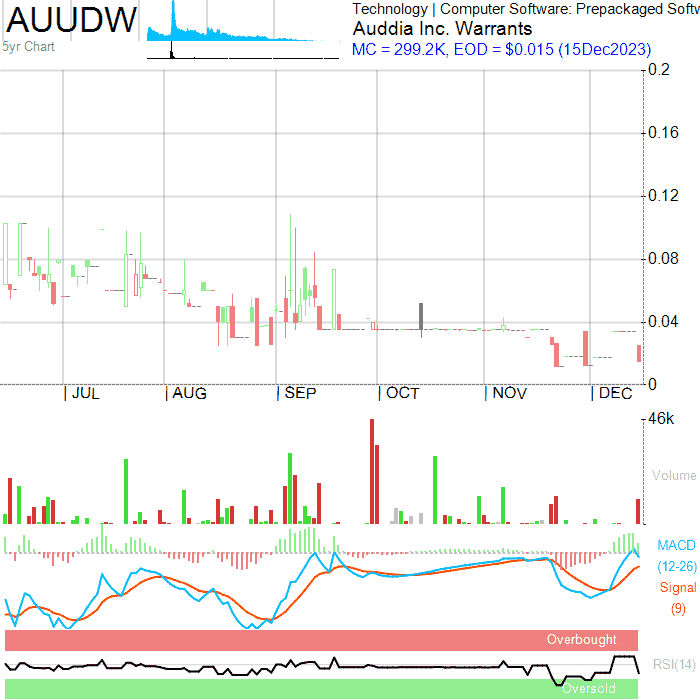 AUUDW
5yr Chart
Technology | Computer Software: Prepackaged Softw
Auddia Inc. Warrants
MC = 299.2K, EOD = $0.015 (15Dec2023)
0.2
0.16
0.12
0.08
0.04
0
| JUL | AUG | SEP | OCT | NOV | DEC
46k
Volume
MACD
(12-26)
Signal
(9)
Overbought
RSI(14)
Oversold